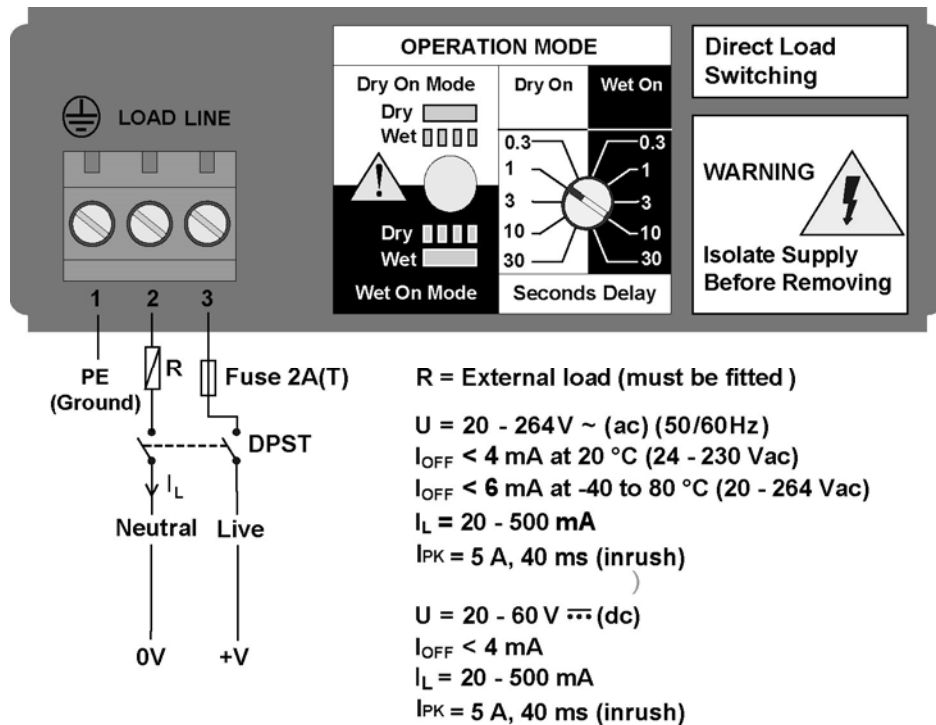 OPERATION MODE
Dry On Mode
Dry
Wet
!
Dry
Wet
Wet On Mode
Dry On
Wet On
0.3
0.3
1
1
3
3
10
10
30
30
Seconds Delay
Direct Load
Switching
WARNING
Isolate Supply
Before Removing
LOAD LINE
1 2 3
PE
(Ground)
R
Fuse 2A(T)
DPST
IL
Neutral Live
0V +V
R = External load (must be fitted )
U = 20 - 264V ~ (ac) (50/60Hz)
IOFF < 4 mA at 20 °C (24 - 230 Vac)
IOFF < 6 mA at -40 to 80 °C (20 - 264 Vac)
IL = 20 - 500 mA
IPK = 5 A, 40 ms (inrush)
)
U = 20 - 60 V ⎓ (dc)
IOFF < 4 mA
IL = 20 - 500 mA
IPK = 5 A, 40 ms (inrush)